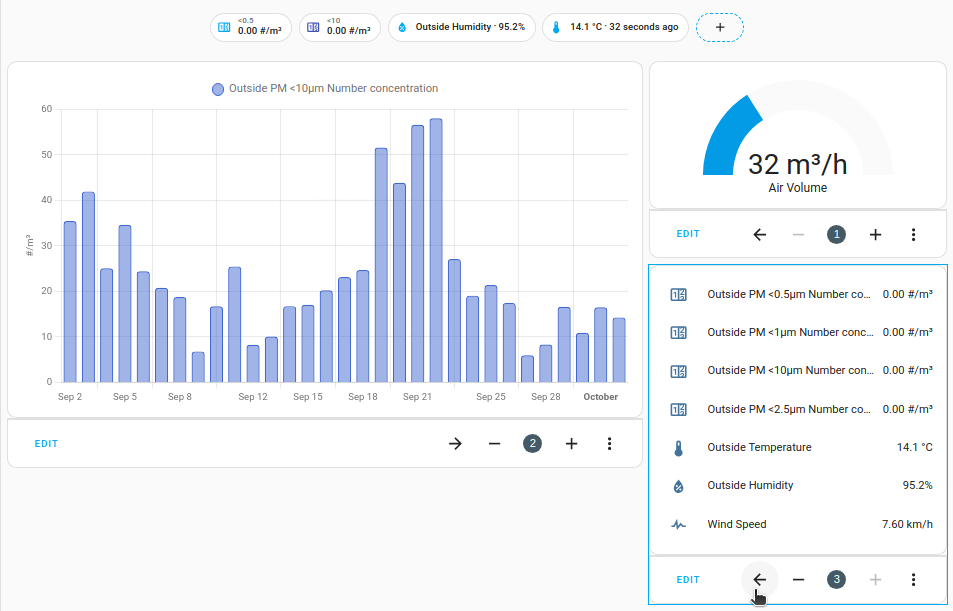 <0.5
0.00 #/m³
<10
0.00 #/m³
Outside Humidity · 95.2%
14.1 °C · 32 seconds ago
+
Outside PM <10µm Number concentration
60
50
40
30
20
10
0
#/m³
Sep 2
Sep 5
Sep 8
Sep 12
Sep 15
Sep 18
Sep 21
Sep 25
Sep 28
October
EDIT
2
32 m³/h
Air Volume
EDIT
1
Outside PM <0.5µm Number co... 0.00 #/m³
Outside PM <1µm Number conc... 0.00 #/m³
Outside PM <10µm Number con... 0.00 #/m³
Outside PM <2.5µm Number co... 0.00 #/m³
Outside Temperature 14.1 °C
Outside Humidity 95.2%
Wind Speed 7.60 km/h
EDIT
3